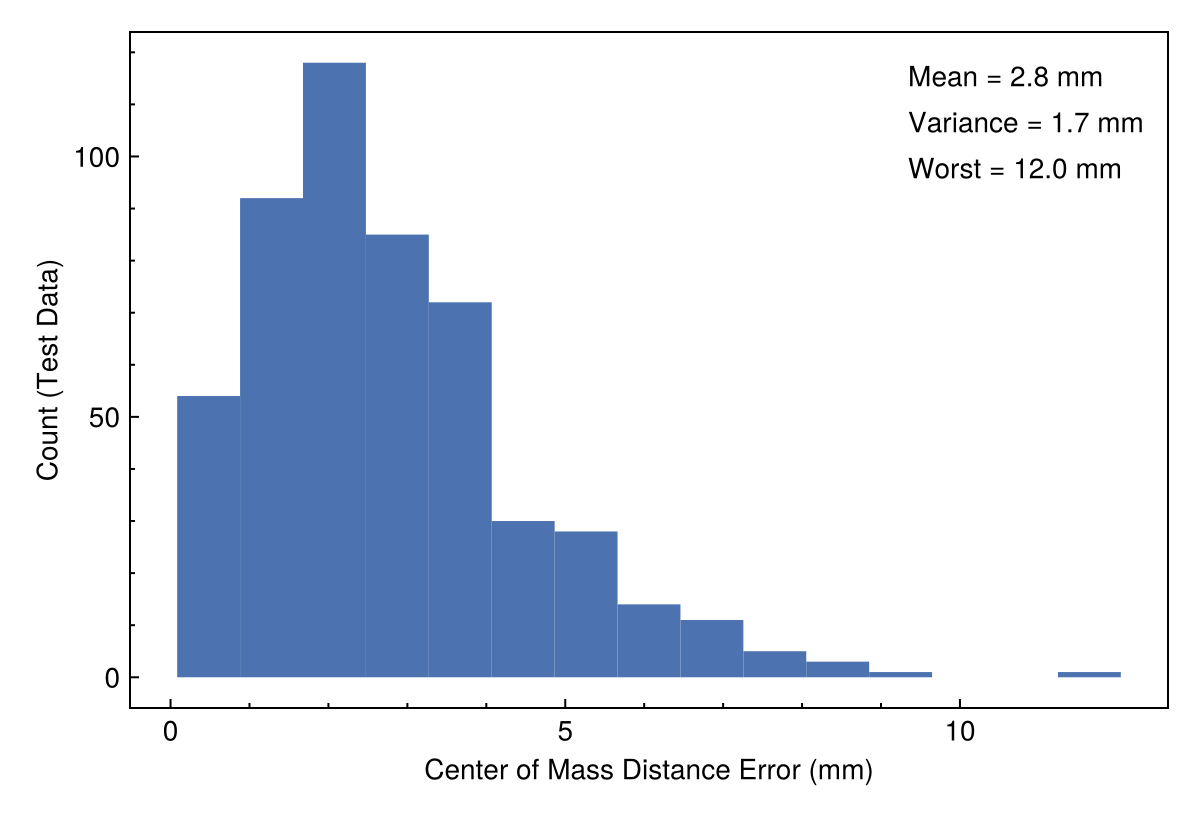 Mean = 2.8 mm
Variance = 1.7 mm
Worst = 12.0 mm
100
50
0
Count (Test Data)
0 5 10
Center of Mass Distance Error (mm)